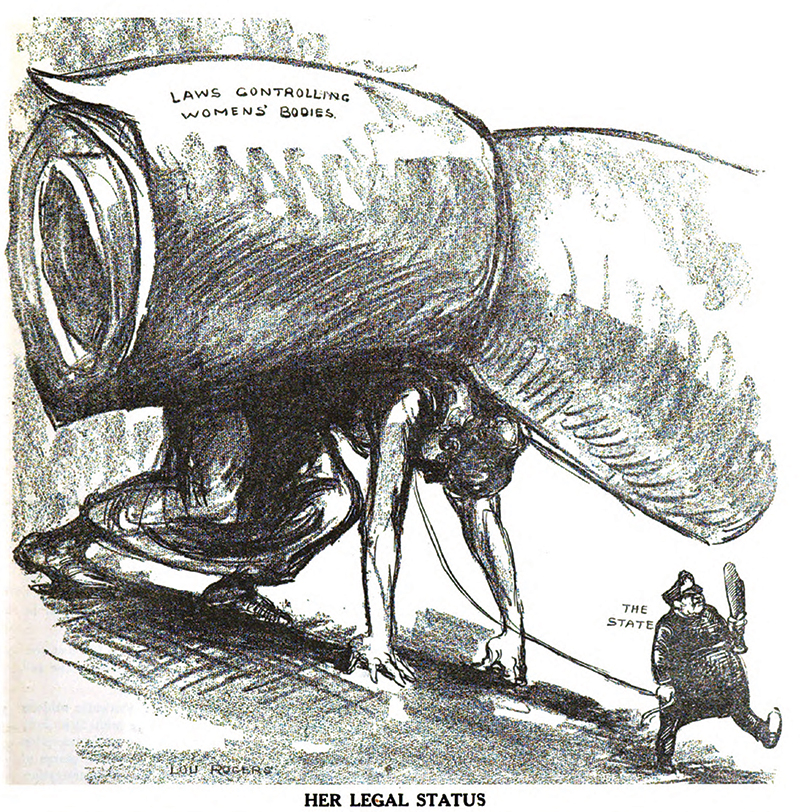 LAWS CONTROLLING
WOMENS' BODIES.
THE
STATE
LOU ROGERS
HER LEGAL STATUS